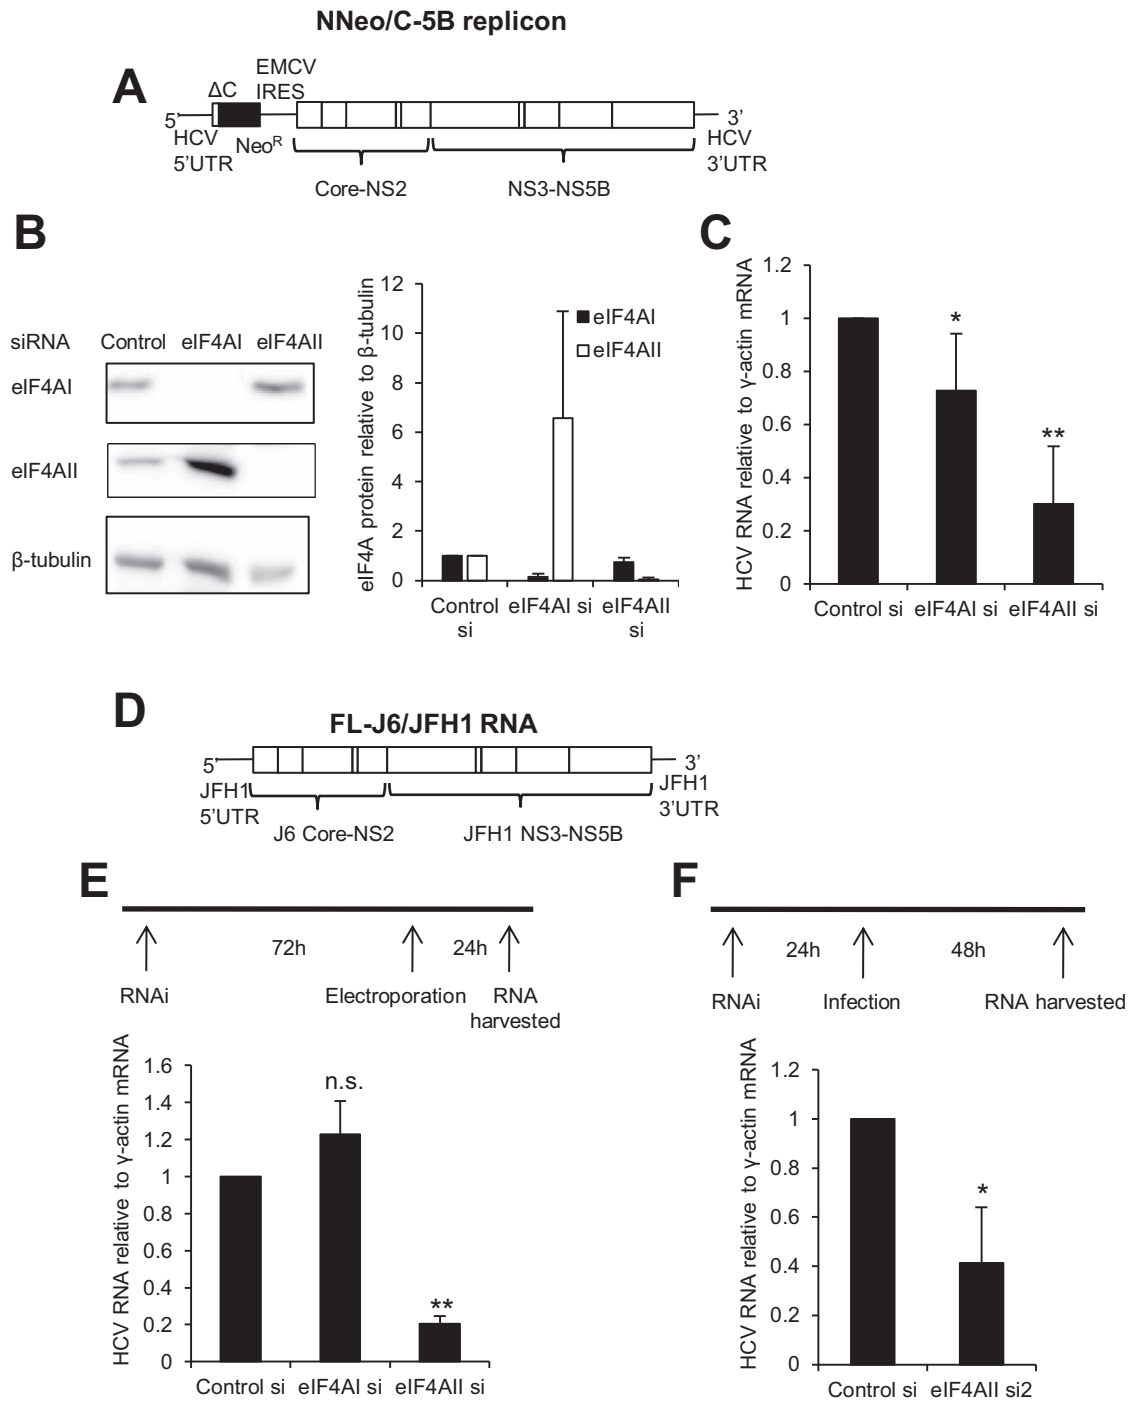 NNeo/C-5B replicon
A
EMCV
ΔC IRES
5' 3'
HCV NeoR HCV
5'UTR 3'UTR
Core-NS2 NS3-NS5B
B
siRNA Control eIF4AI eIF4AII
eIF4AI
eIF4AII
β-tubulin
eIF4A protein relative to β-tubulin
12
10
8
6
4
2
0
eIF4AI
eIF4AII
Control eIF4AI si eIF4AII
si si
C
HCV RNA relative to γ-actin mRNA
1.2
1
0.8
0.6
0.4
0.2
0
*
**
Control si eIF4AI si eIF4AII si
D
FL-J6/JFH1 RNA
5' 3'
JFH1 JFH1
5'UTR 3'UTR
J6 Core-NS2 JFH1 NS3-NS5B
E
72h 24h
RNAi Electroporation RNA
harvested
HCV RNA relative to γ-actin mRNA
1.6
1.4
1.2
1
0.8
0.6
0.4
0.2
0
n.s.
**
Control si eIF4AI si eIF4AII si
F
24h 48h
RNAi Infection RNA harvested
HCV RNA relative to γ-actin mRNA
1.2
1
0.8
0.6
0.4
0.2
0
*
Control si eIF4AII si2